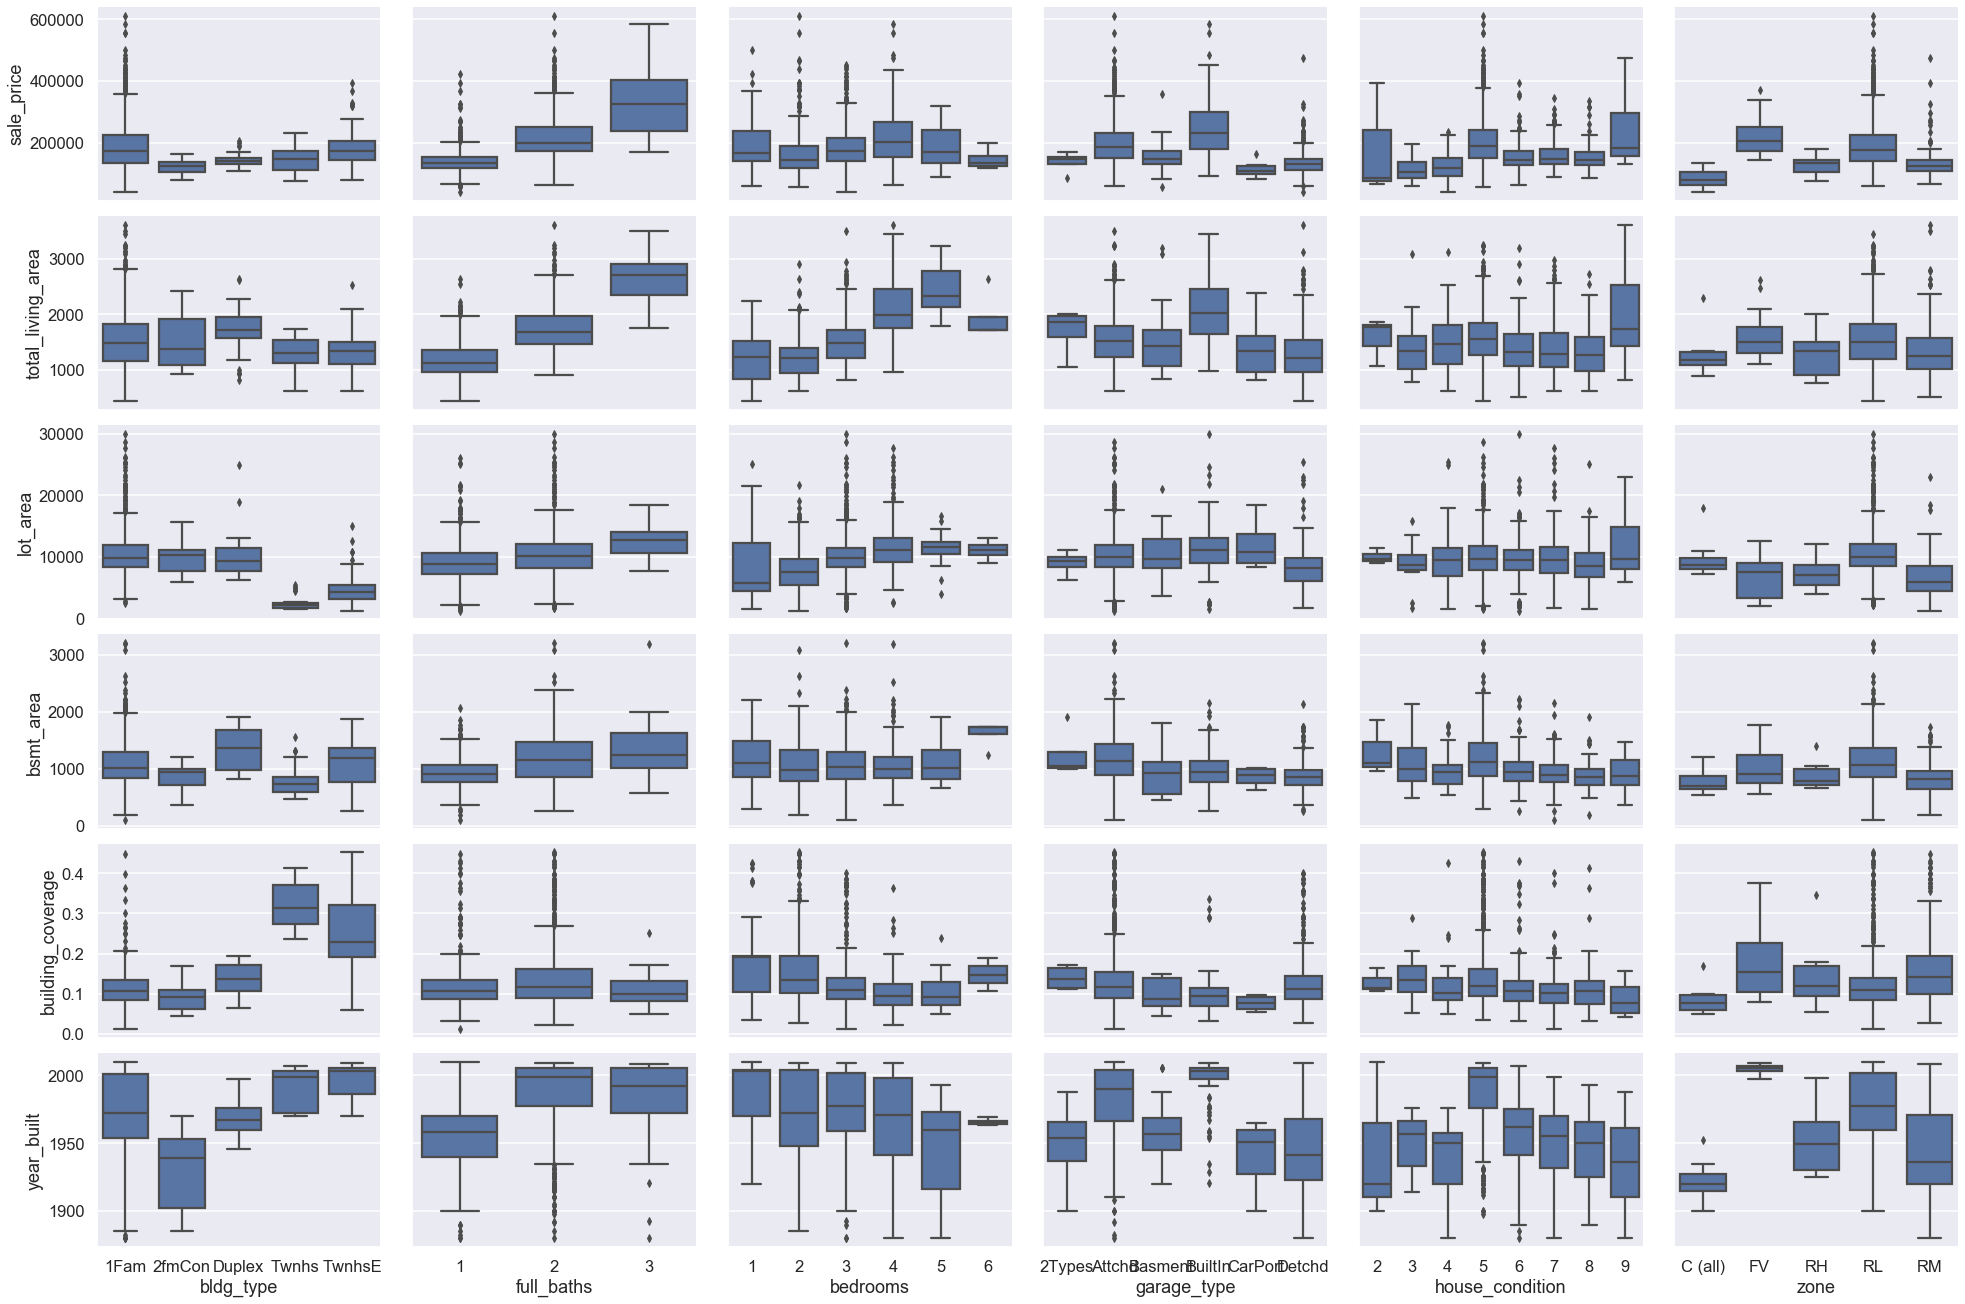 sale_price
600000
400000
200000
total_living_area
3000
2000
1000
lot_area
30000
20000
10000
0
bsmt_area
3000
2000
1000
0
building_coverage
0.4
0.3
0.2
0.1
0.0
year_built
2000
1950
1900
1Fam 2fmCon Duplex Twnhs TwnhsE
bldg_type
1 2 3
full_baths
1 2 3 4 5 6
bedrooms
2Types Attchd Basment BuiltIn CarPort Detchd
garage_type
2 3 4 5 6 7 8 9
house_condition
C (all) FV RH RL RM
zone